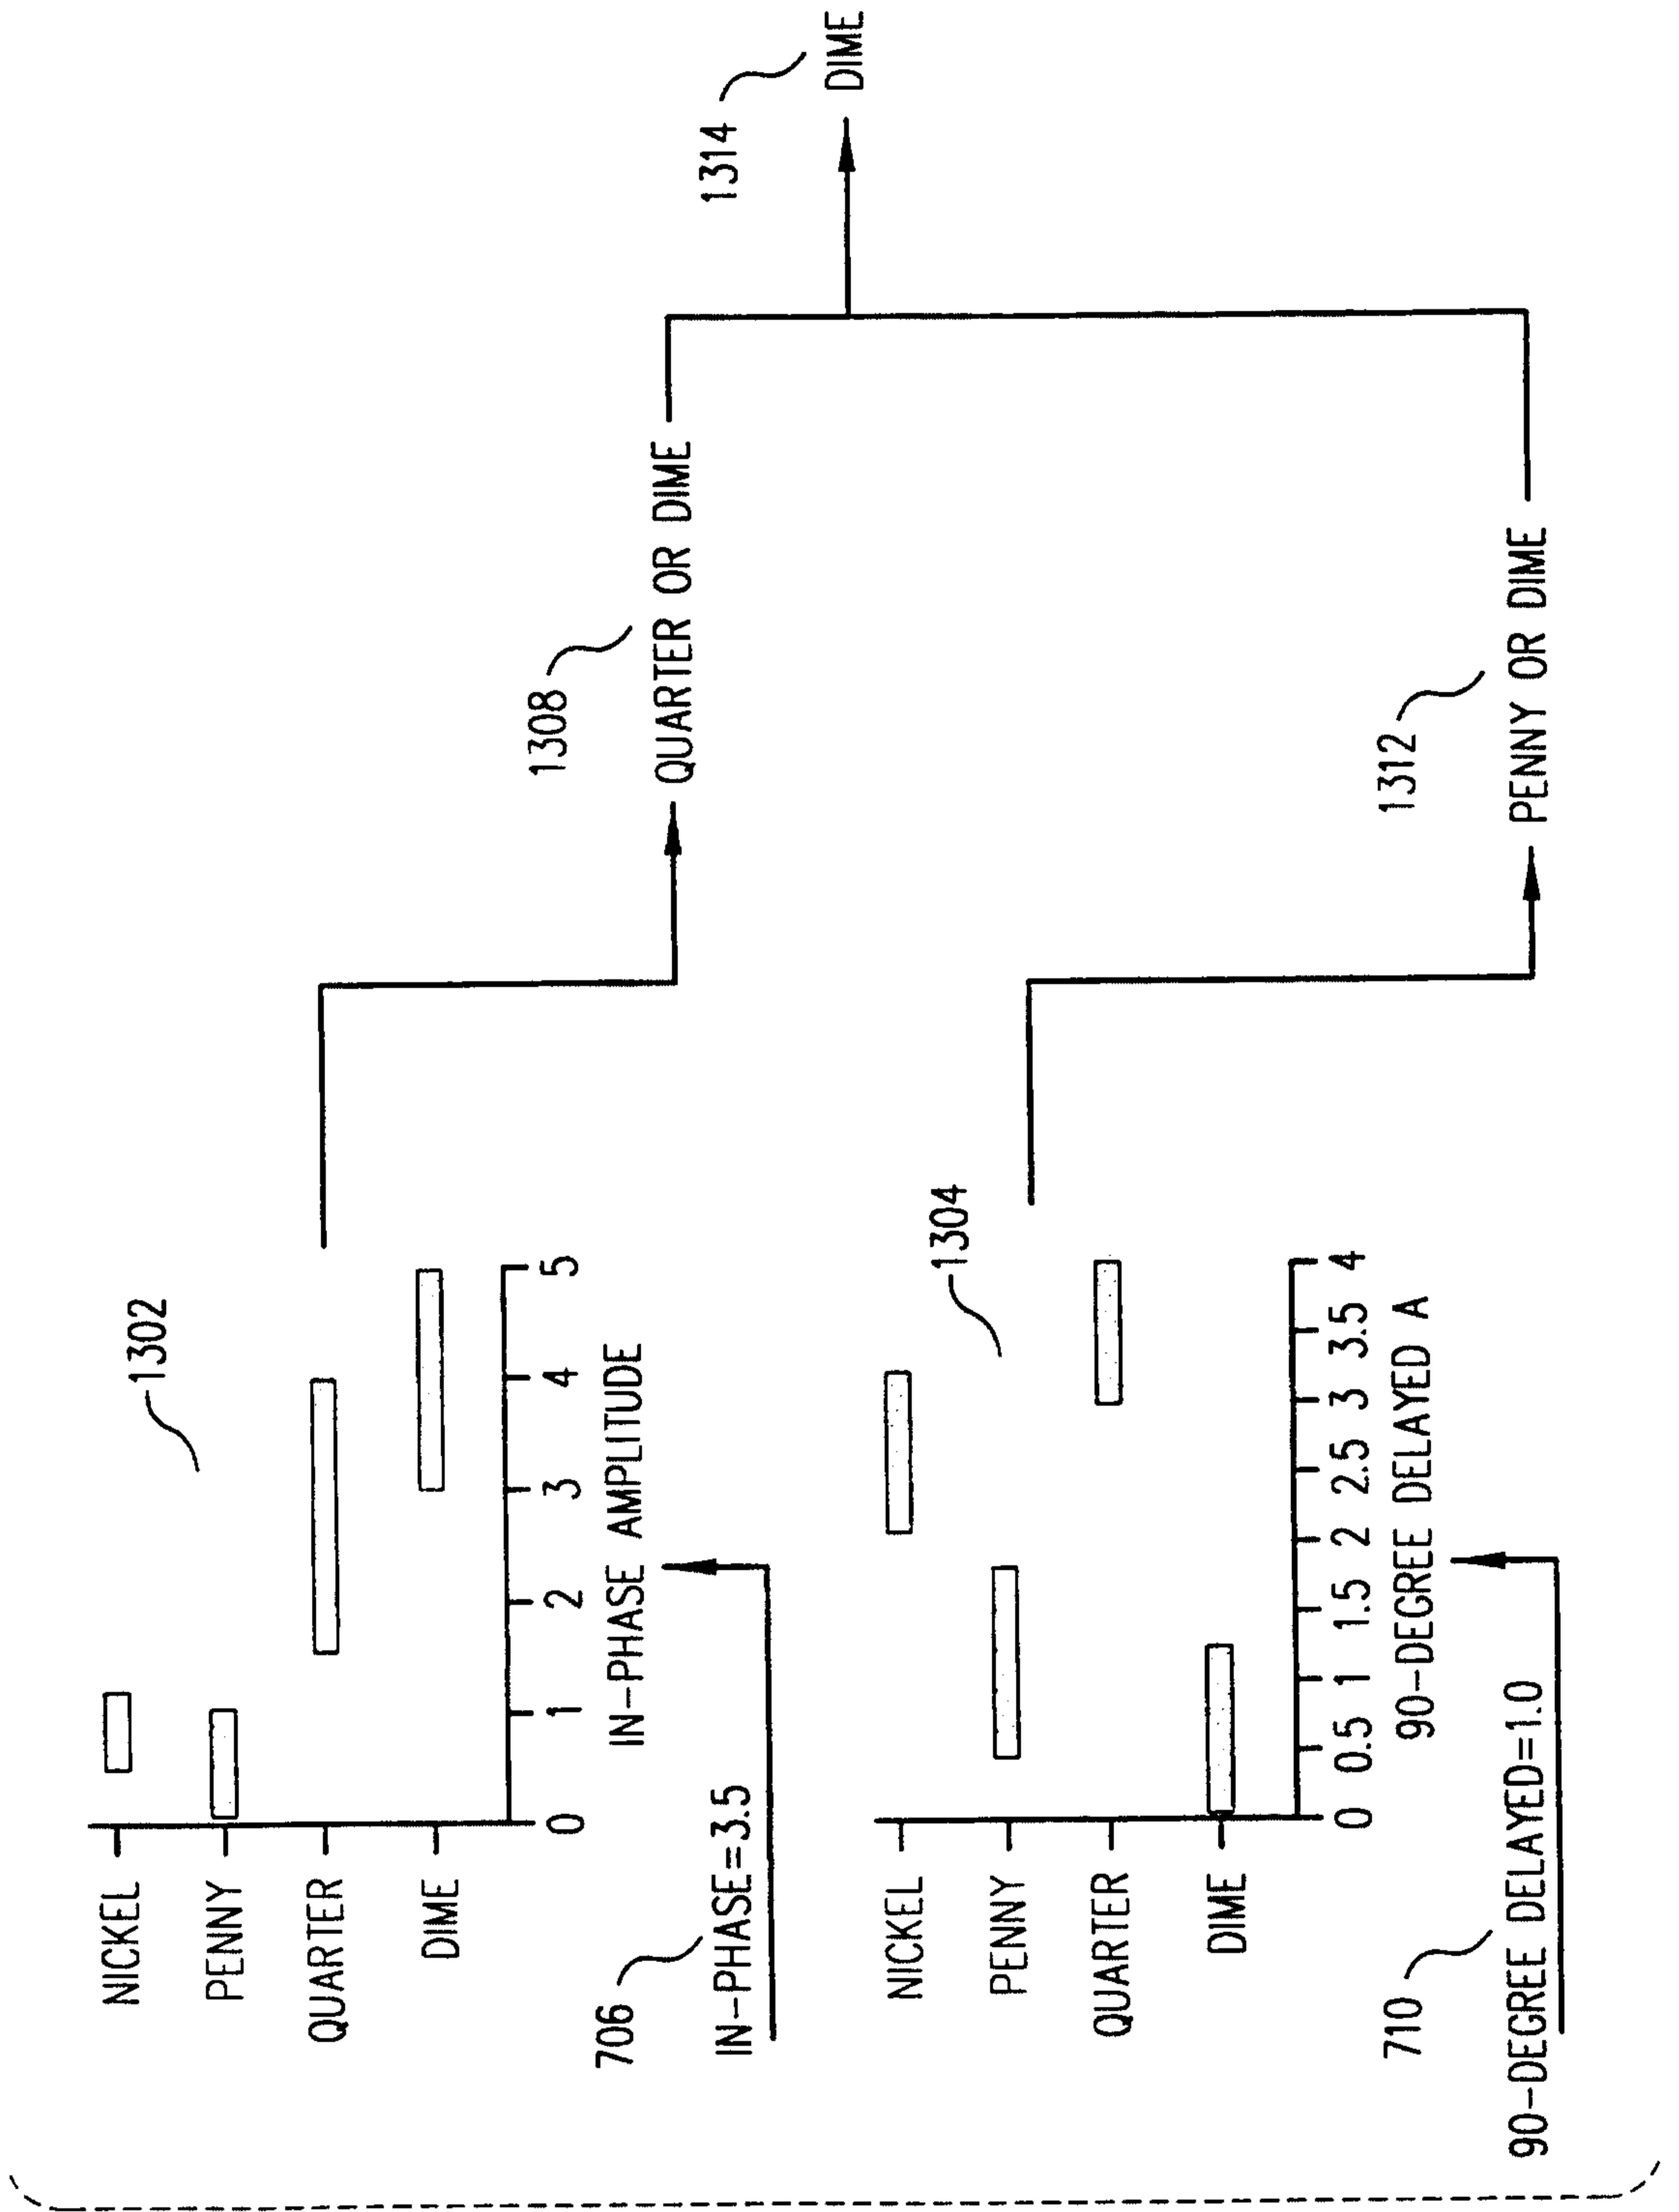 1302
NICKEL
PENNY
QUARTER
DIME
0 1 2 3 4 5
IN-PHASE AMPLITUDE
706
IN-PHASE=3.5
1308
QUARTER OR DIME
1314
DIME
1304
NICKEL
PENNY
QUARTER
DIME
0 0.5 1 1.5 2 2.5 3 3.5 4
90-DEGREE DELAYED A
710
90-DEGREE DELAYED=1.0
1312
PENNY OR DIME